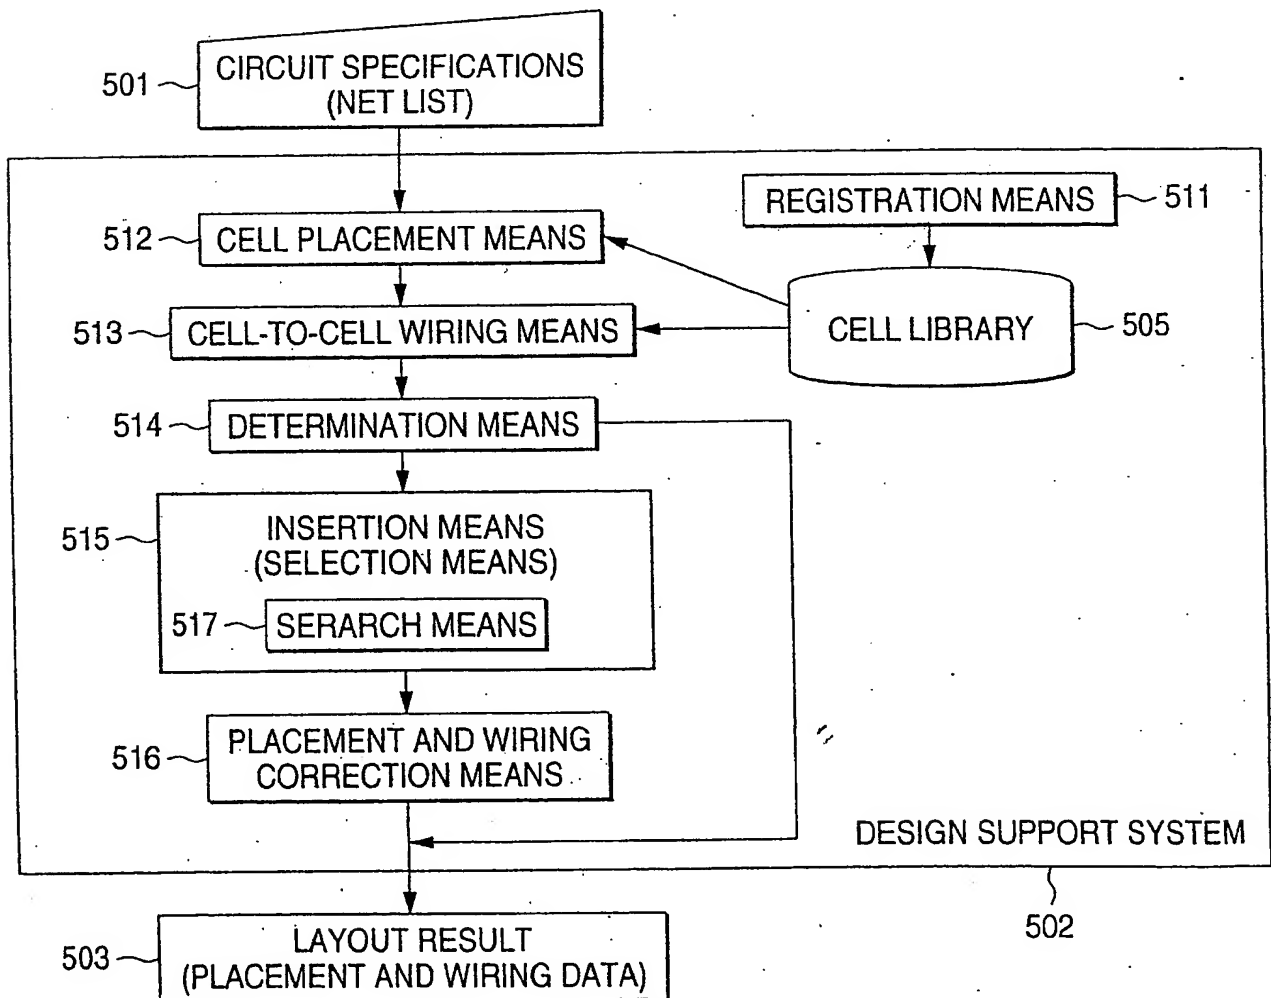 CIRCUIT SPECIFICATIONS
(NET LIST)
501
REGISTRATION MEANS
511
512
CELL PLACEMENT MEANS
513
CELL-TO-CELL WIRING MEANS
CELL LIBRARY
505
514
DETERMINATION MEANS
515
INSERTION MEANS
(SELECTION MEANS)
517
SERARCH MEANS
516
PLACEMENT AND WIRING
CORRECTION MEANS
DESIGN SUPPORT SYSTEM
502
503
LAYOUT RESULT
(PLACEMENT AND WIRING DATA)